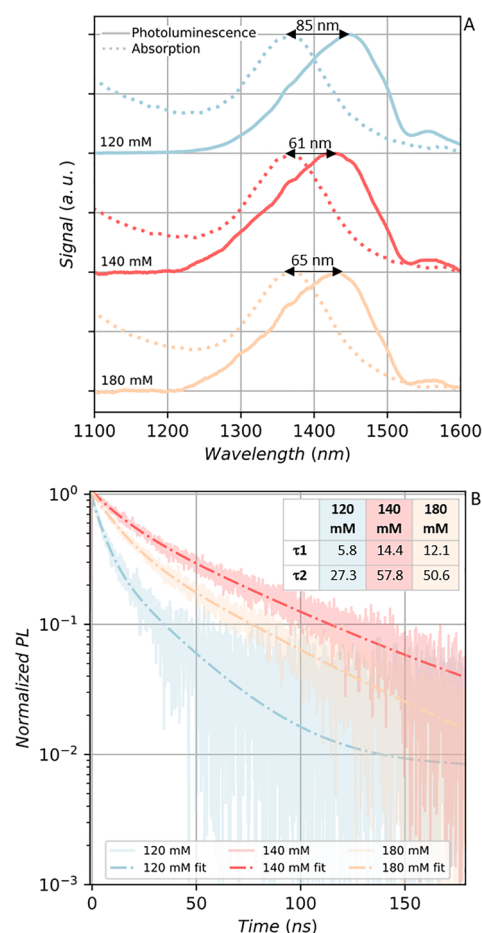 A
Photoluminescence
Absorption
85 nm
120 mM
61 nm
140 mM
65 nm
180 mM
Signal (a. u.)
1100 1200 1300 1400 1500 1600
Wavelength (nm)
B
10⁰
10⁻¹
10⁻²
10⁻³
Normalized PL
120 mM 140 mM 180 mM
τ1 5.8 14.4 12.1
τ2 27.3 57.8 50.6
120 mM 140 mM 180 mM
120 mM fit 140 mM fit 180 mM fit
0 50 100 150
Time (ns)